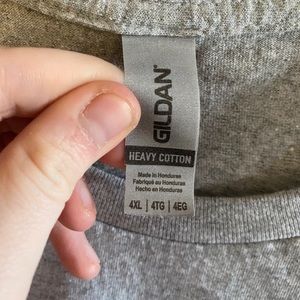 GILDAN
HEAVY COTTON
Made in Honduras
Fabriqué au Honduras
Hecho en Honduras
4XL | 4TG | 4EG